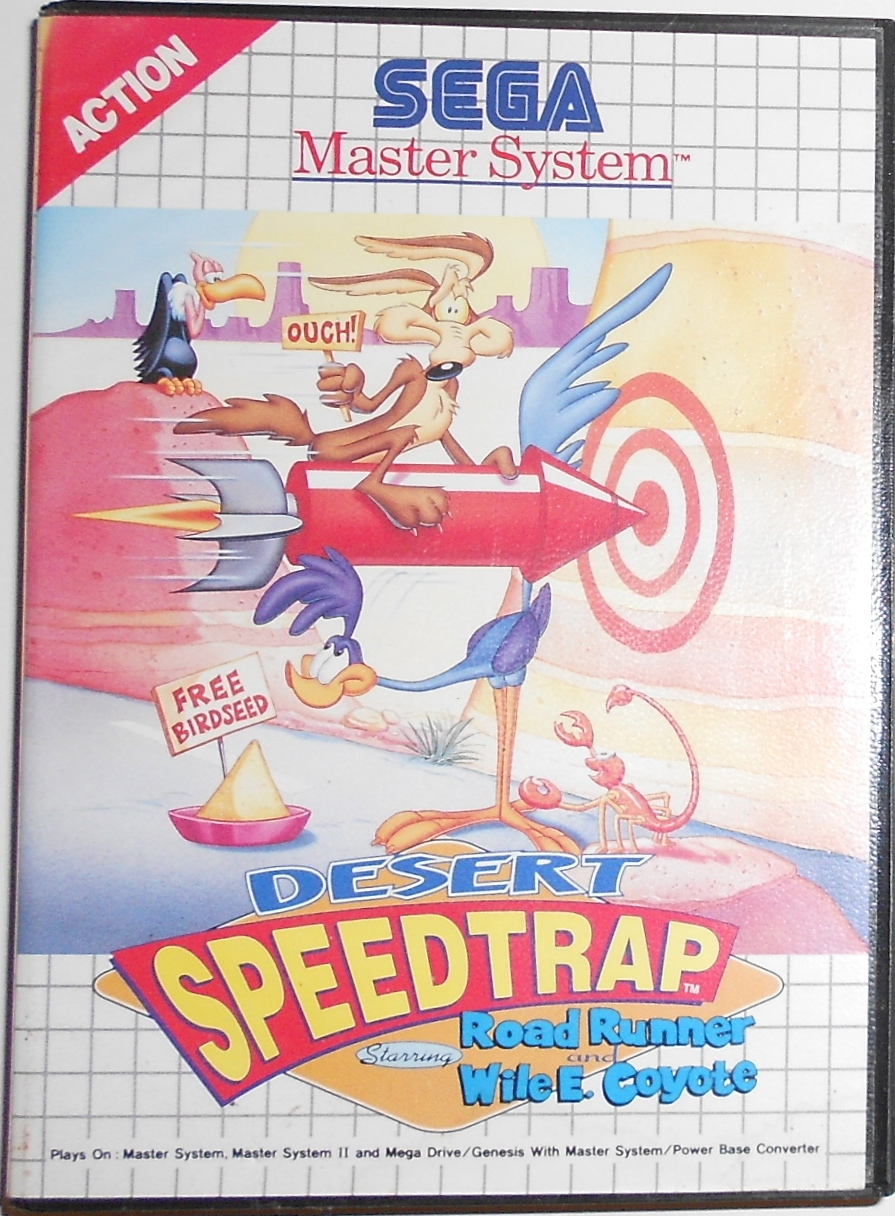 ACTION
SEGA
Master System™
OUCH!
FREE
BIRDSEED
DESERT
SPEEDTRAP™
Starring Road Runner
and
Wile E. Coyote
Plays On : Master System, Master System II and Mega Drive/Genesis With Master System/Power Base Converter